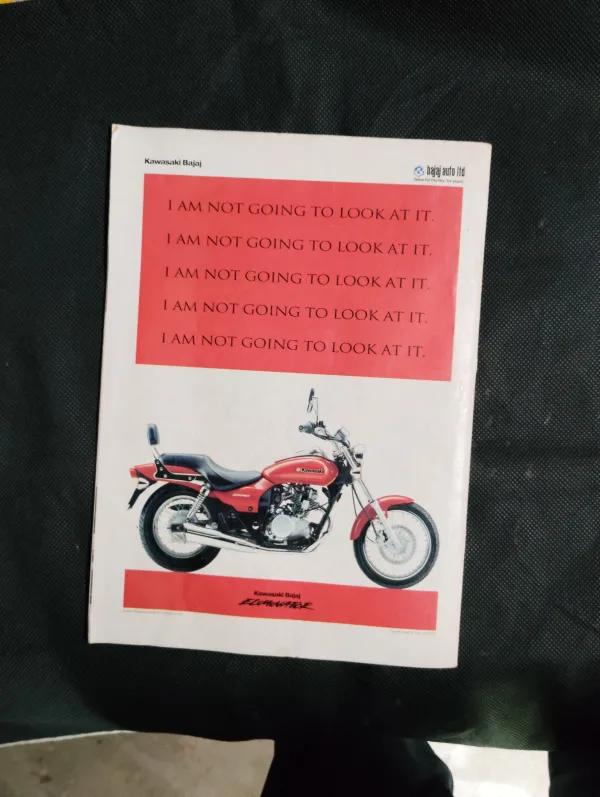 Kawasaki Bajaj
bajaj auto ltd
I AM NOT GOING TO LOOK AT IT.
I AM NOT GOING TO LOOK AT IT.
I AM NOT GOING TO LOOK AT IT.
I AM NOT GOING TO LOOK AT IT.
I AM NOT GOING TO LOOK AT IT.
Kawasaki
Kawasaki Bajaj
ELIMINATOR